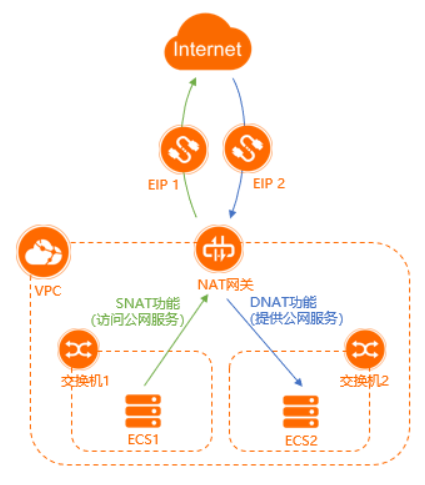 Internet
EIP 1
EIP 2
NAT网关
VPC
SNAT功能
(访问公网服务)
DNAT功能
(提供公网服务)
交换机1
交换机2
ECS1
ECS2